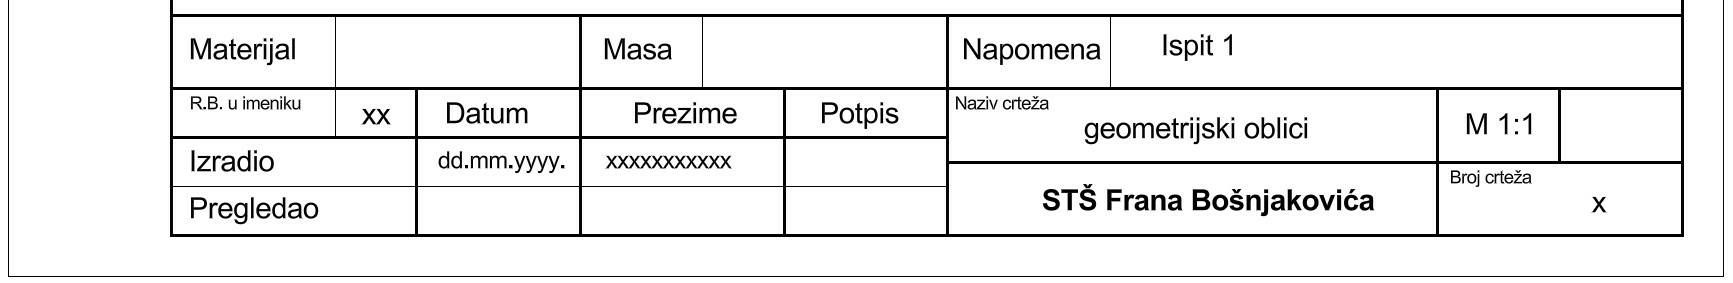 Materijal Masa Napomena Ispit 1
R.B. u imeniku xx Datum Prezime Potpis Naziv crteža geometrijski oblici M 1:1
Izradio dd.mm.yyyy. xxxxxxxxxxx
Pregledao STŠ Frana Bošnjakovića Broj crteža x